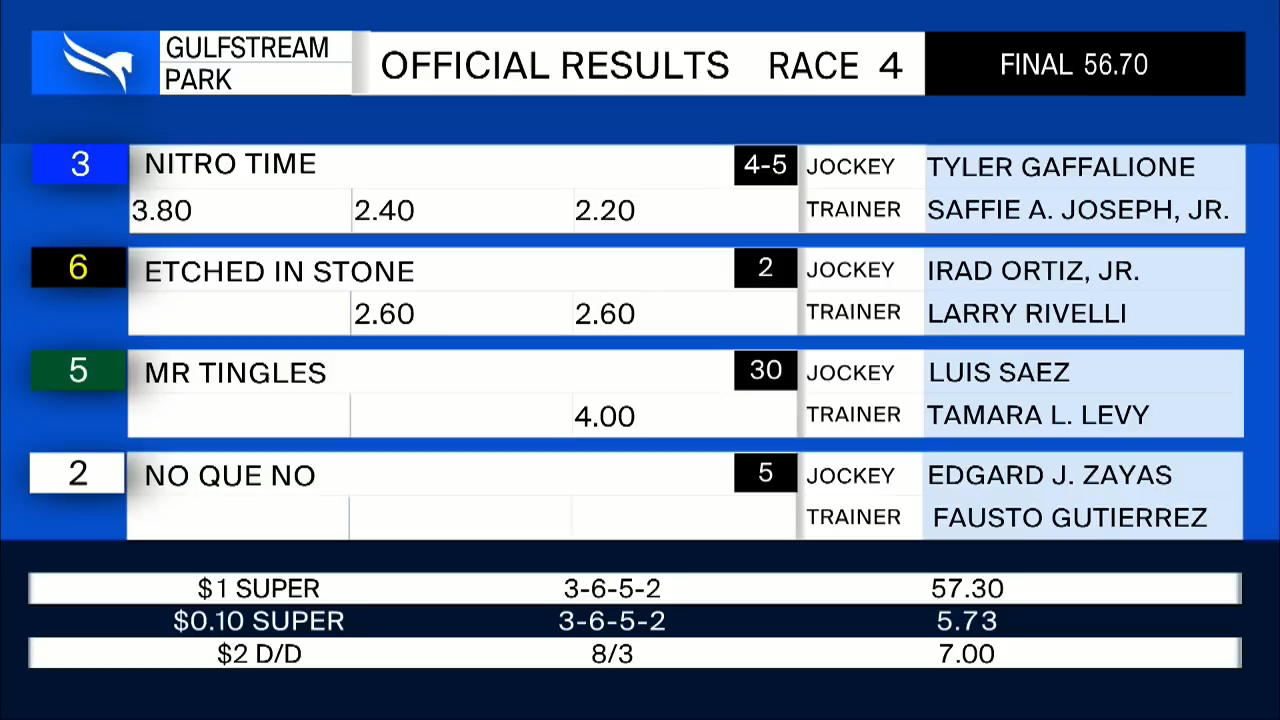 GULFSTREAM
PARK
OFFICIAL RESULTS RACE 4
FINAL 56.70
3 NITRO TIME 4-5 JOCKEY TYLER GAFFALIONE
3.80 2.40 2.20 TRAINER SAFFIE A. JOSEPH, JR.
6 ETCHED IN STONE 2 JOCKEY IRAD ORTIZ, JR.
2.60 2.60 TRAINER LARRY RIVELLI
5 MR TINGLES 30 JOCKEY LUIS SAEZ
4.00 TRAINER TAMARA L. LEVY
2 NO QUE NO 5 JOCKEY EDGARD J. ZAYAS
TRAINER FAUSTO GUTIERREZ
$1 SUPER 3-6-5-2 57.30
$0.10 SUPER 3-6-5-2 5.73
$2 D/D 8/3 7.00